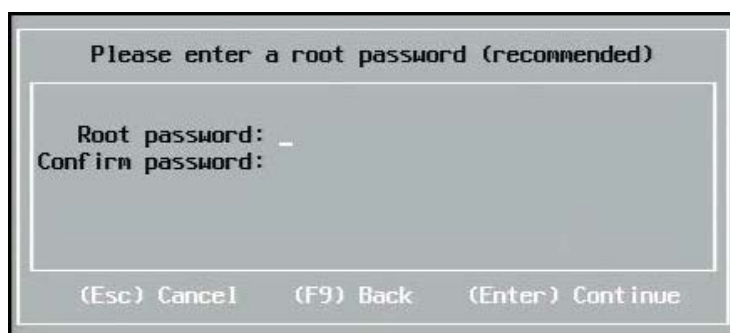 Please enter a root password (recommended)
Root password: _
Confirm password:
(Esc) Cancel (F9) Back (Enter) Continue